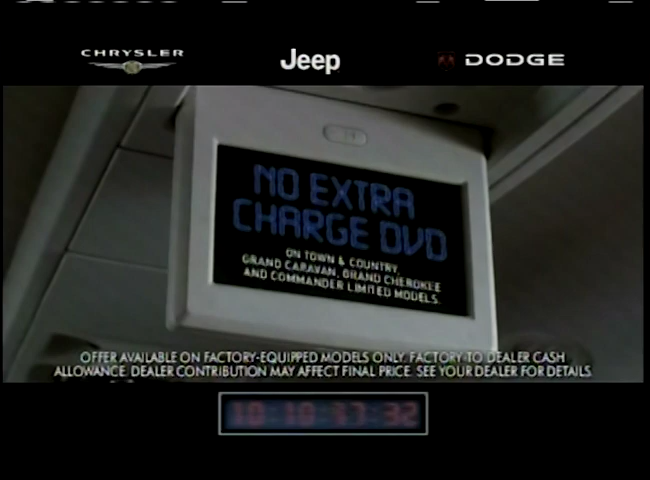 CHRYSLER Jeep DODGE
NO EXTRA
CHARGE DVD
ON TOWN & COUNTRY,
GRAND CARAVAN, GRAND CHEROKEE
AND COMMANDER LIMITED MODELS.
OFFER AVAILABLE ON FACTORY-EQUIPPED MODELS ONLY. FACTORY-TO-DEALER CASH
ALLOWANCE. DEALER CONTRIBUTION MAY AFFECT FINAL PRICE. SEE YOUR DEALER FOR DETAILS.